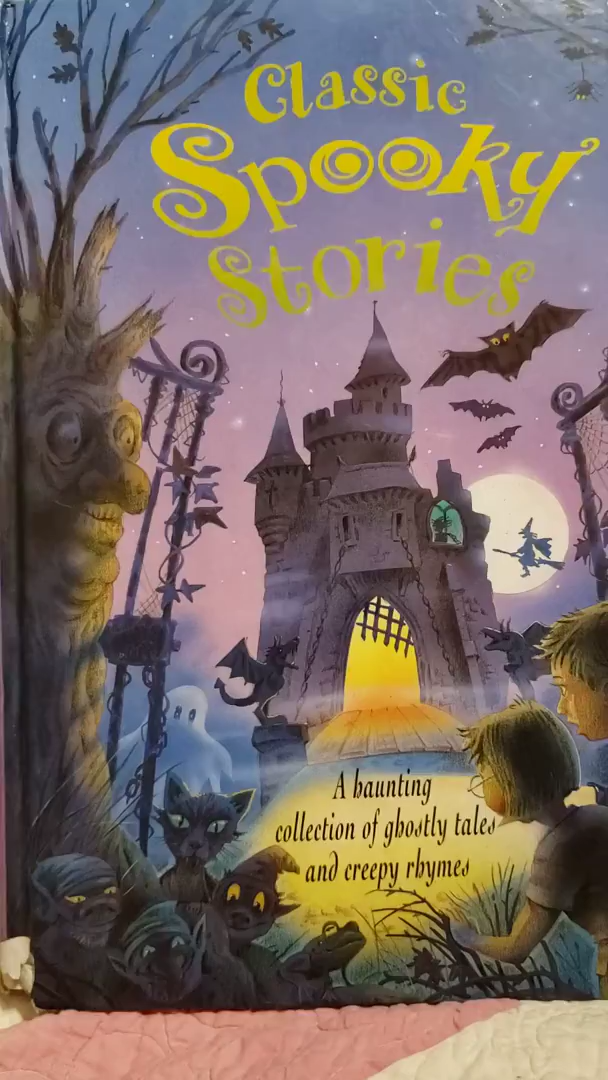 Classic
Spooky
Stories
A haunting
collection of ghostly tales
and creepy rhymes